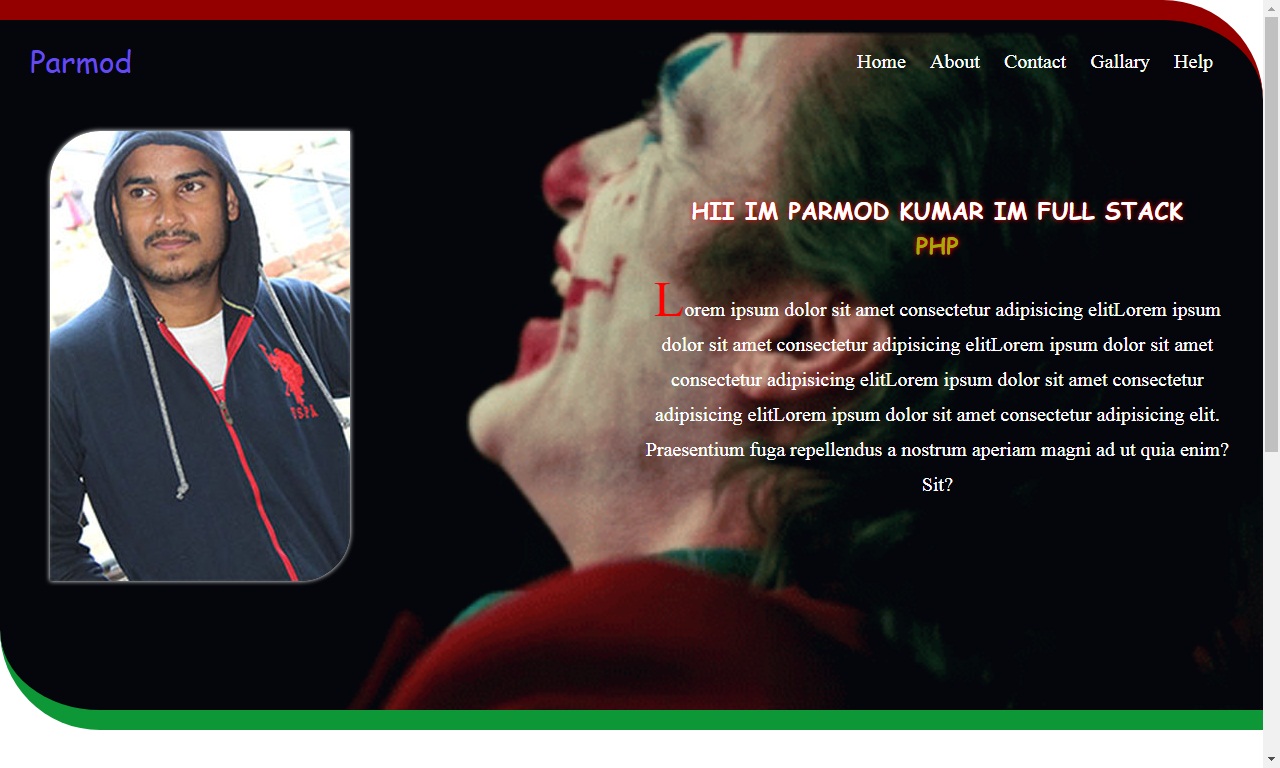 Parmod
Home About Contact Gallary Help
HII IM PARMOD KUMAR IM FULL STACK
PHP
Lorem ipsum dolor sit amet consectetur adipisicing elitLorem ipsum
dolor sit amet consectetur adipisicing elitLorem ipsum dolor sit amet
consectetur adipisicing elitLorem ipsum dolor sit amet consectetur
adipisicing elitLorem ipsum dolor sit amet consectetur adipisicing elit.
Praesentium fuga repellendus a nostrum aperiam magni ad ut quia enim?
Sit?
USPA